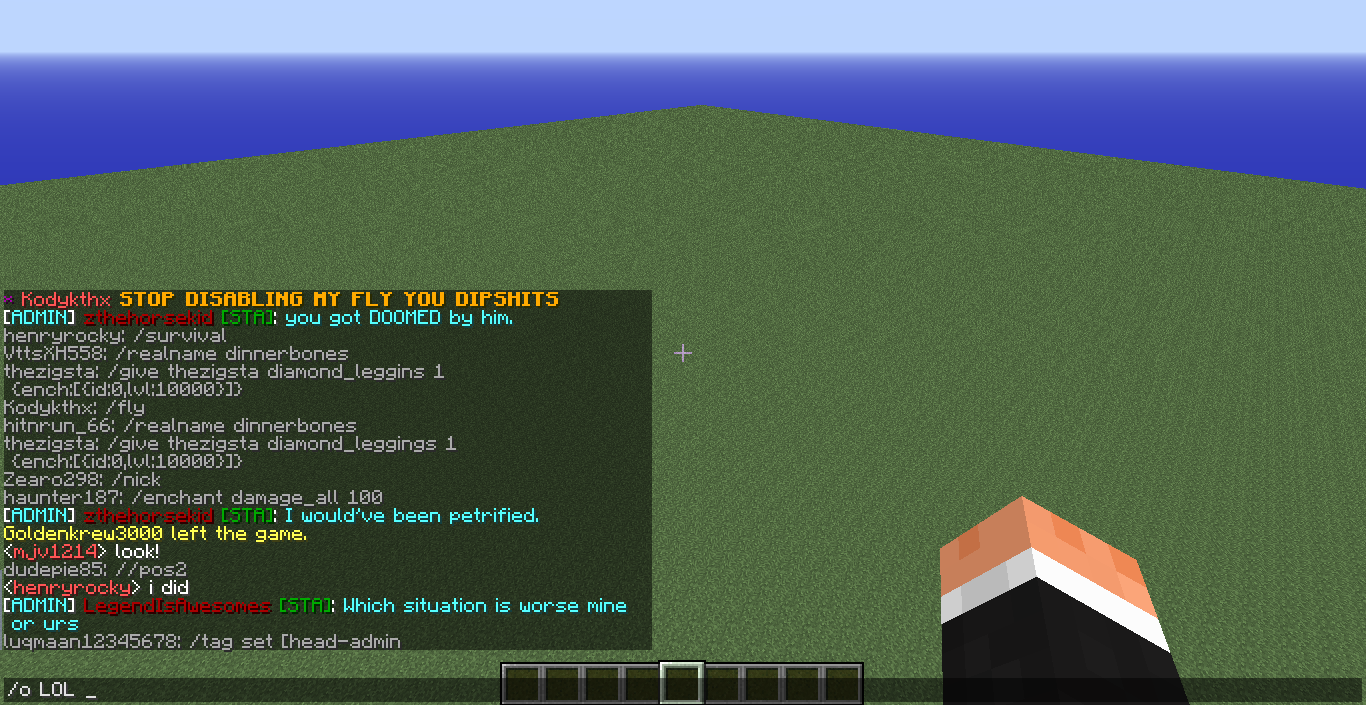 * Kodykthx STOP DISABLING MY FLY YOU DIPSHITS
[ADMIN] zthehorsekid [STA]: you got DOOMED by him.
henryrocky: /survival
VttsXH558: /realname dinnerbones
thezigsta: /give thezigsta diamond_leggins 1
{ench:[{id:0,lvl:10000}]}
Kodykthx: /fly
hitnrun_66: /realname dinnerbones
thezigsta: /give thezigsta diamond_leggings 1
{ench:[{id:0,lvl:10000}]}
Zearo298: /nick
haunter187: /enchant damage_all 100
[ADMIN] zthehorsekid [STA]: I would've been petrified.
Goldenkrew3000 left the game.
<mjv1214> look!
dudepie85: //pos2
<henryrocky> i did
[ADMIN] LegendIsAwesomes [STA]: Which situation is worse mine
or urs
luqmaan12345678: /tag set [head-admin
/o LOL _